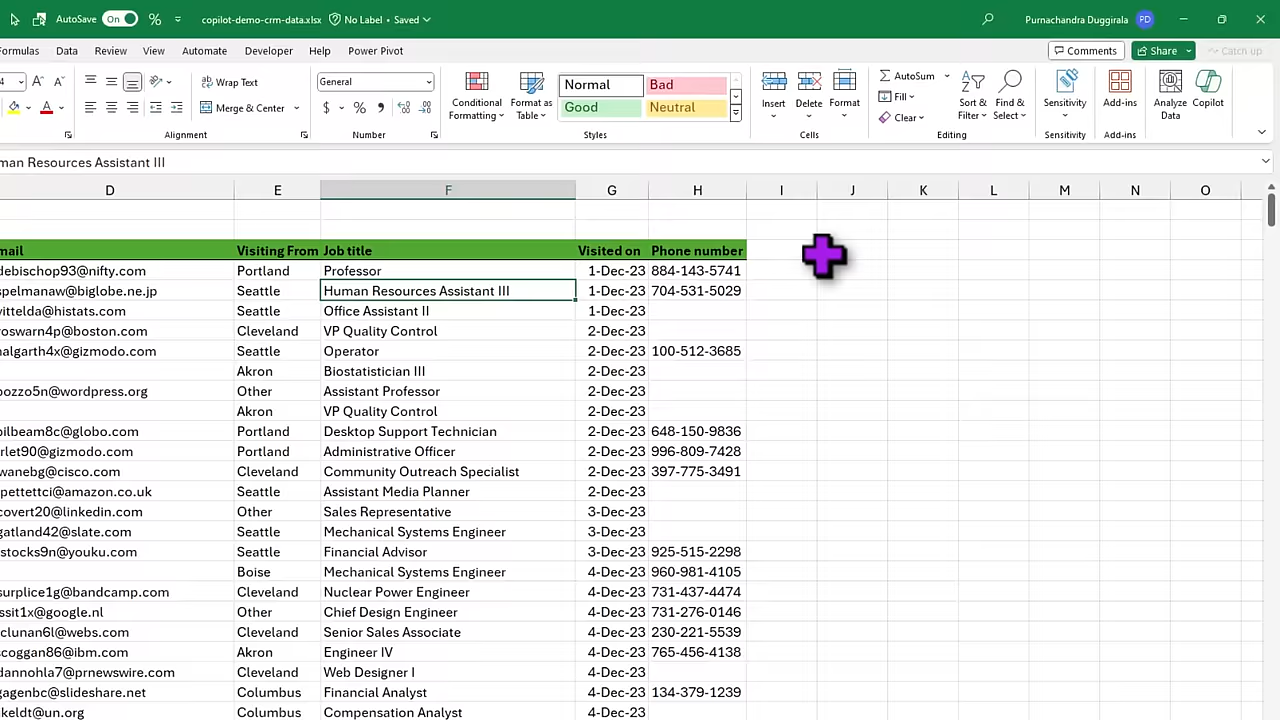 AutoSave On copilot-demo-crm-data.xlsx No Label • Saved Purnachandra Duggirala PD
Formulas Data Review View Automate Developer Help Power Pivot Comments Share Catch up
Wrap Text General Normal Bad AutoSum
Merge & Center $ % Conditional Formatting Format as Table Good Neutral Insert Delete Format Fill Clear Sort & Filter Find & Select Sensitivity Add-ins Analyze Data Copilot
Alignment Number Styles Cells Editing Sensitivity Add-ins
man Resources Assistant III
D E F G H I J K L M N O
mail Visiting From Job title Visited on Phone number
debischop93@nifty.com Portland Professor 1-Dec-23 884-143-5741
spelmanaw@biglobe.ne.jp Seattle Human Resources Assistant III 1-Dec-23 704-531-5029
vittelda@histats.com Seattle Office Assistant II 1-Dec-23
oswarn4p@boston.com Cleveland VP Quality Control 2-Dec-23
algarth4x@gizmodo.com Seattle Operator 2-Dec-23 100-512-3685
Akron Biostatistician III 2-Dec-23
ozzo5n@wordpress.org Other Assistant Professor 2-Dec-23
Akron VP Quality Control 2-Dec-23
ilbeam8c@globo.com Portland Desktop Support Technician 2-Dec-23 648-150-9836
rlet90@gizmodo.com Portland Administrative Officer 2-Dec-23 996-809-7428
wanebg@cisco.com Cleveland Community Outreach Specialist 2-Dec-23 397-775-3491
pettettci@amazon.co.uk Seattle Assistant Media Planner 2-Dec-23
covert20@linkedin.com Other Sales Representative 3-Dec-23
gatland42@slate.com Seattle Mechanical Systems Engineer 3-Dec-23
stocks9n@youku.com Seattle Financial Advisor 3-Dec-23 925-515-2298
Boise Mechanical Systems Engineer 4-Dec-23 960-981-4105
surplice1g@bandcamp.com Cleveland Nuclear Power Engineer 4-Dec-23 731-437-4474
ssit1x@google.nl Other Chief Design Engineer 4-Dec-23 731-276-0146
clunan6l@webs.com Cleveland Senior Sales Associate 4-Dec-23 230-221-5539
coggan86@ibm.com Akron Engineer IV 4-Dec-23 765-456-4138
dannohla7@prnewswire.com Cleveland Web Designer I 4-Dec-23
gagenbc@slideshare.net Columbus Financial Analyst 4-Dec-23 134-379-1239
keldt@un.org Columbus Compensation Analyst 4-Dec-23